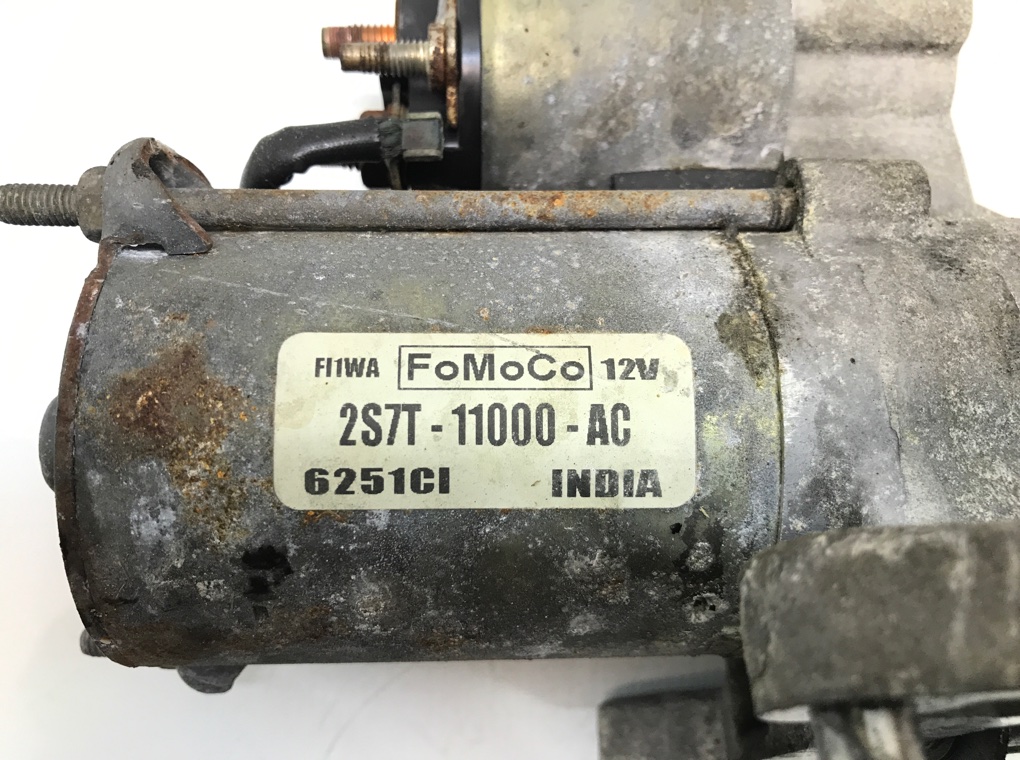 FI1WA FoMoCo 12V
2S7T - 11000 - AC
6251CI INDIA